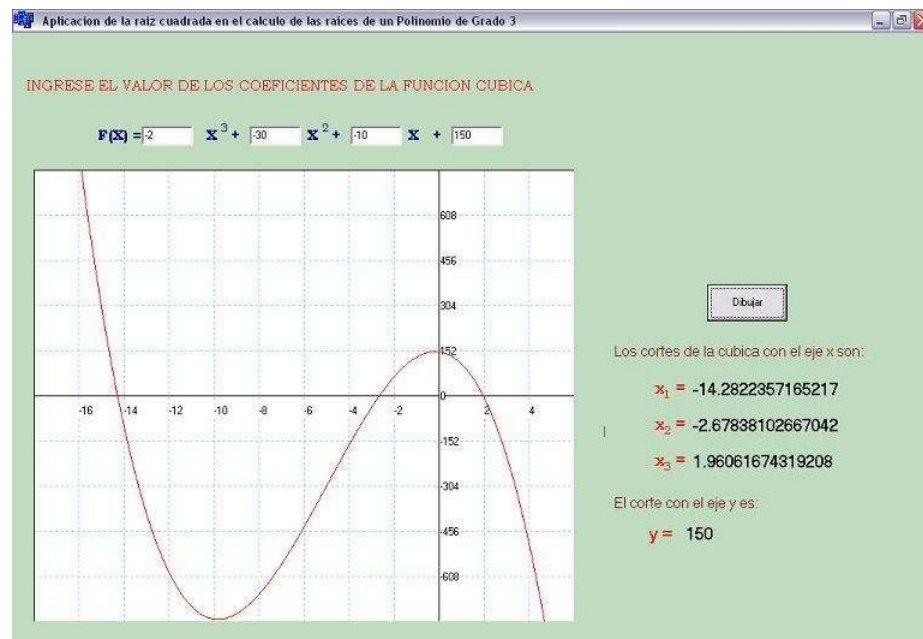 Aplicacion de la raiz cuadrada en el calculo de las raices de un Polinomio de Grado 3
INGRESE EL VALOR DE LOS COEFICIENTES DE LA FUNCION CUBICA
F(X) = -2 X³ + -30 X² + -10 X + 150
608
456
304
152
0
-16 -14 -12 -10 -8 -6 -4 -2 2 4
-152
-304
-456
-608
Dibujar
Los cortes de la cubica con el eje x son:
x₁ = -14.2822357165217
x₂ = -2.67838102667042
x₃ = 1.96061674319208
El corte con el eje y es:
y = 150